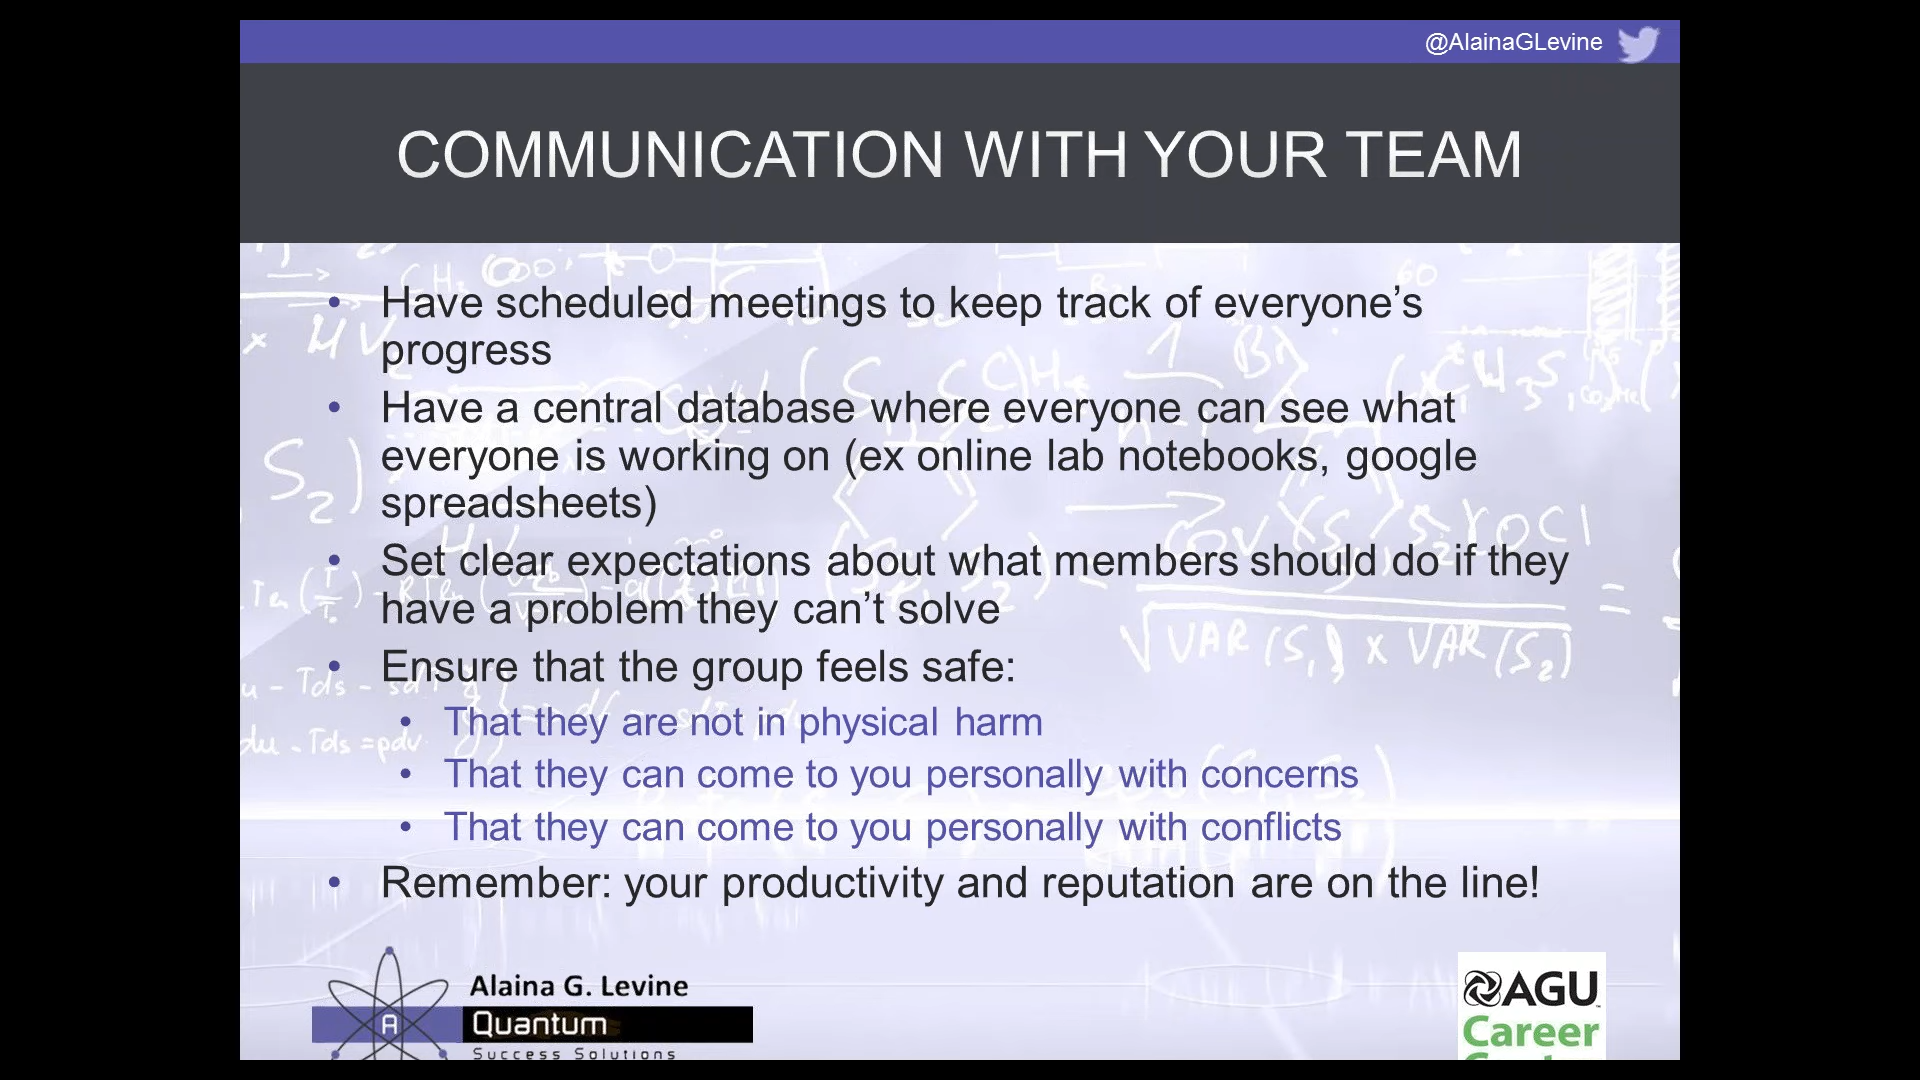 @AlainaGLevine
COMMUNICATION WITH YOUR TEAM
• Have scheduled meetings to keep track of everyone’s
progress
• Have a central database where everyone can see what
everyone is working on (ex online lab notebooks, google
spreadsheets)
• Set clear expectations about what members should do if they
have a problem they can’t solve
• Ensure that the group feels safe:
• That they are not in physical harm
• That they can come to you personally with concerns
• That they can come to you personally with conflicts
• Remember: your productivity and reputation are on the line!
Alaina G. Levine
A
Quantum
Success Solutions
AGU
Career